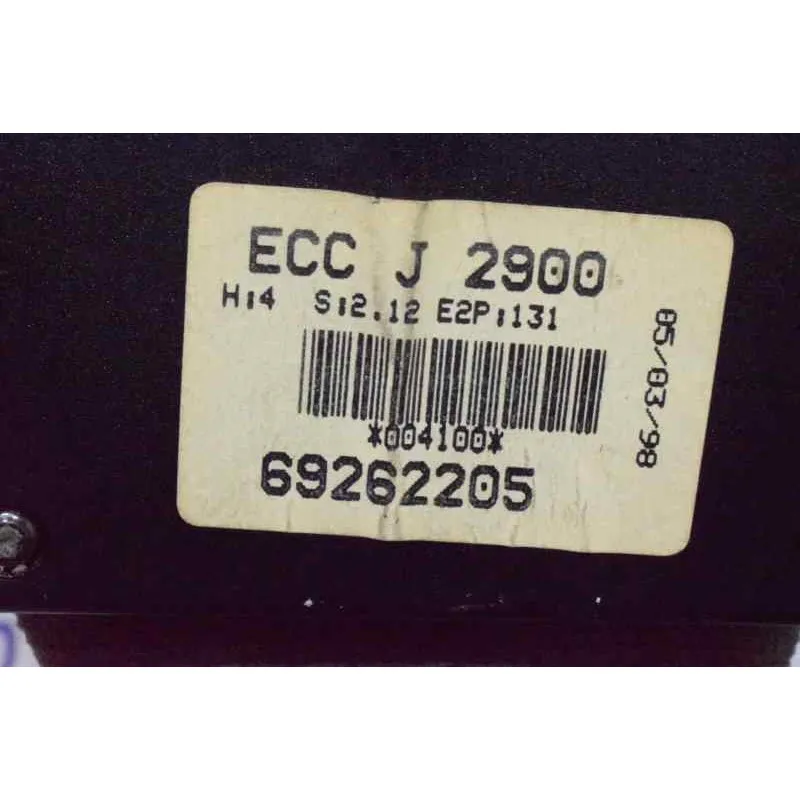 ECC J 2900
H:4 S:2.12 E2P:131
*004100*
69262205
05/03/98